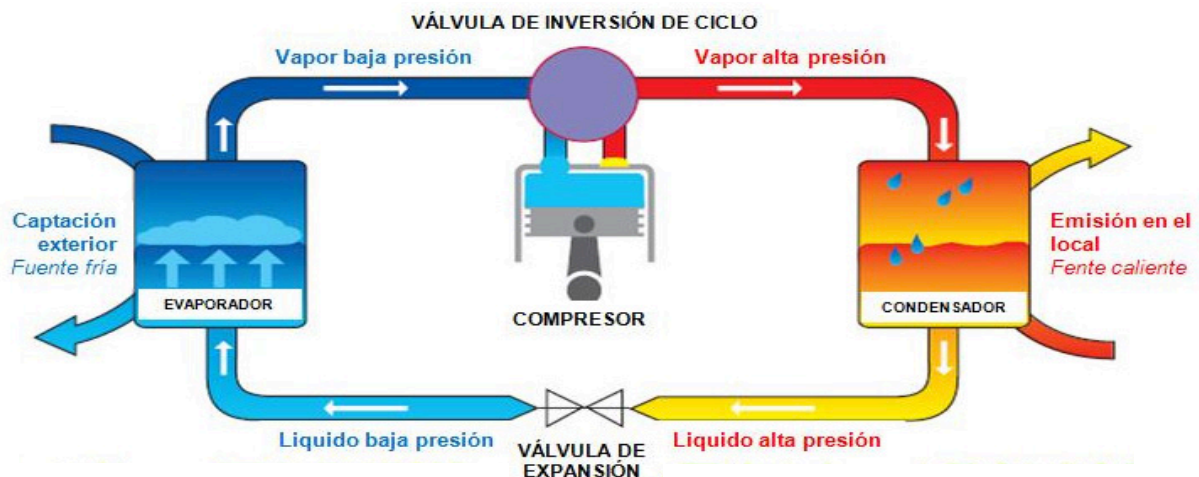 VÁLVULA DE INVERSIÓN DE CICLO
Vapor baja presión
Vapor alta presión
Captación
exterior
Fuente fría
EVAPORADOR
COMPRESOR
Emisión en el
local
Fente caliente
CONDENSADOR
Liquido baja presión
VÁLVULA DE
EXPANSIÓN
Liquido alta presión